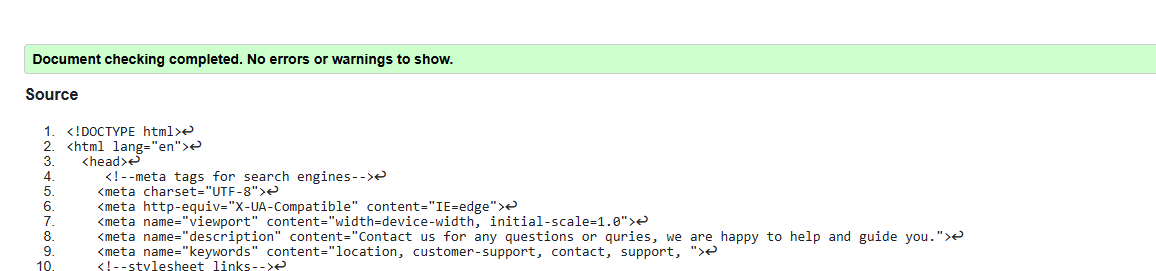 Document checking completed. No errors or warnings to show.
Source
1. <!DOCTYPE html>↩
2. <html lang="en">↩
3. <head>↩
4. <!--meta tags for search engines-->↩
5. <meta charset="UTF-8">↩
6. <meta http-equiv="X-UA-Compatible" content="IE=edge">↩
7. <meta name="viewport" content="width=device-width, initial-scale=1.0">↩
8. <meta name="description" content="Contact us for any questions or quries, we are happy to help and guide you.">↩
9. <meta name="keywords" content="location, customer-support, contact, support, ">↩
10. <!--stylesheet links-->↩